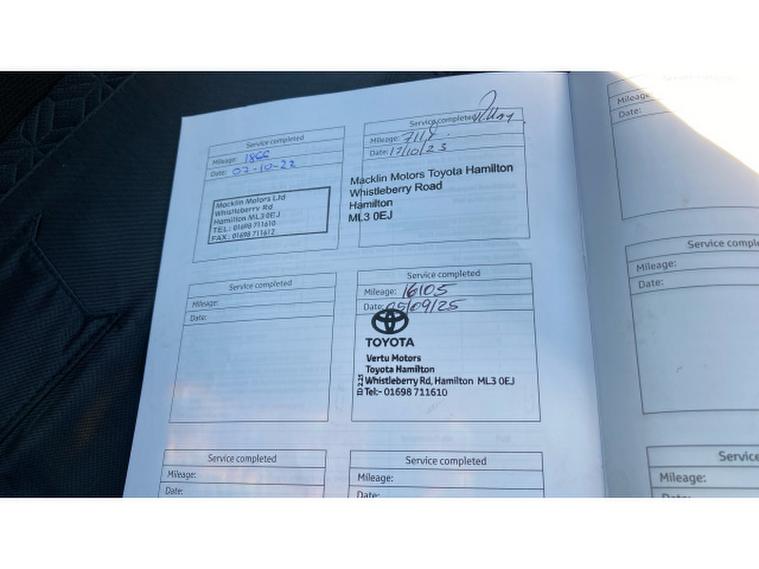 Service completed
Mileage: 1866
Date: 07-10-22
Macklin Motors Ltd
Whistleberry Rd
Hamilton ML3 0EJ
TEL: 01698 711610
FAX: 01698 711612
Service completed
Mileage:
Date: 17/10/23
Macklin Motors Toyota Hamilton
Whistleberry Road
Hamilton
ML3 0EJ
Service completed
Mileage:
Date:
Service completed
Mileage: 16105
Date: 05/09/25
TOYOTA
Vertu Motors
Toyota Hamilton
Whistleberry Rd, Hamilton ML3 0EJ
Tel:- 01698 711610
Service completed
Mileage:
Date:
Service completed
Mileage:
Date:
Mileage:
Date:
Service compl
Mileage:
Date:
Service
Mileage:
Date: